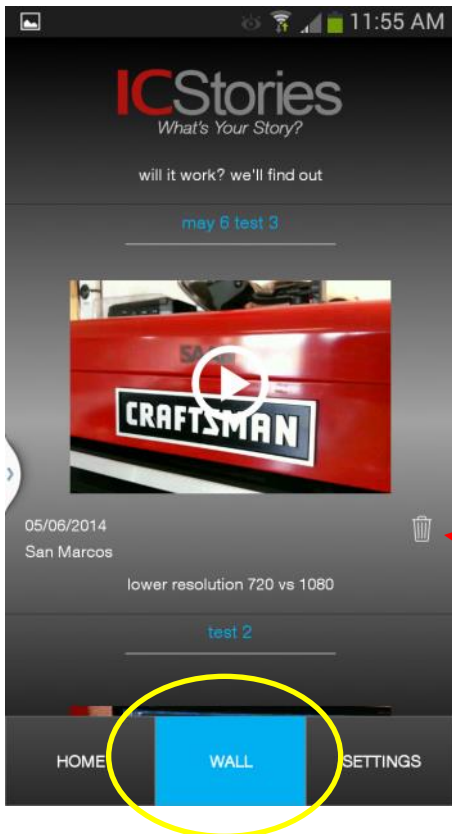 11:55 AM
ICStories
What's Your Story?
will it work? we'll find out
may 6 test 3
CRAFTSMAN
05/06/2014
San Marcos
lower resolution 720 vs 1080
test 2
HOME
WALL
SETTINGS